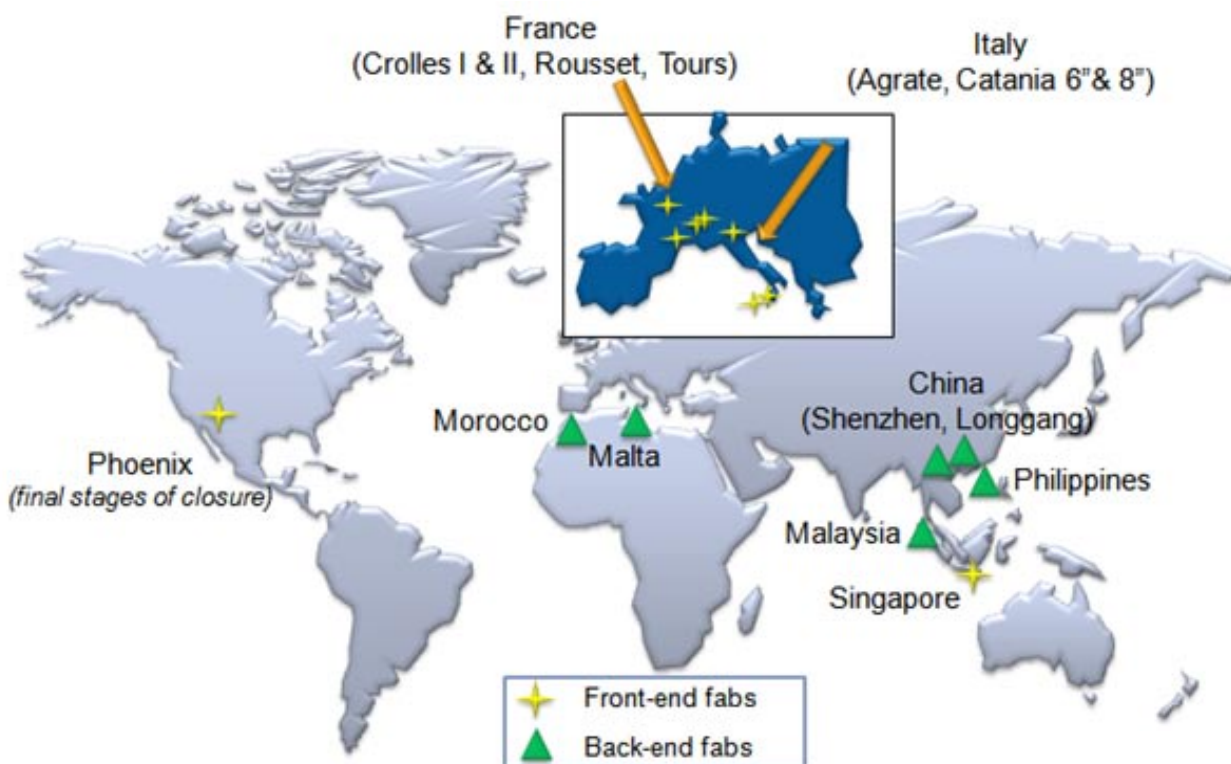 France
(Crolles I & II, Rousset, Tours)
Italy
(Agrate, Catania 6”& 8”)
China
(Shenzhen, Longgang)
Morocco
Malta
Phoenix
(final stages of closure)
Philippines
Malaysia
Singapore
Front-end fabs
Back-end fabs